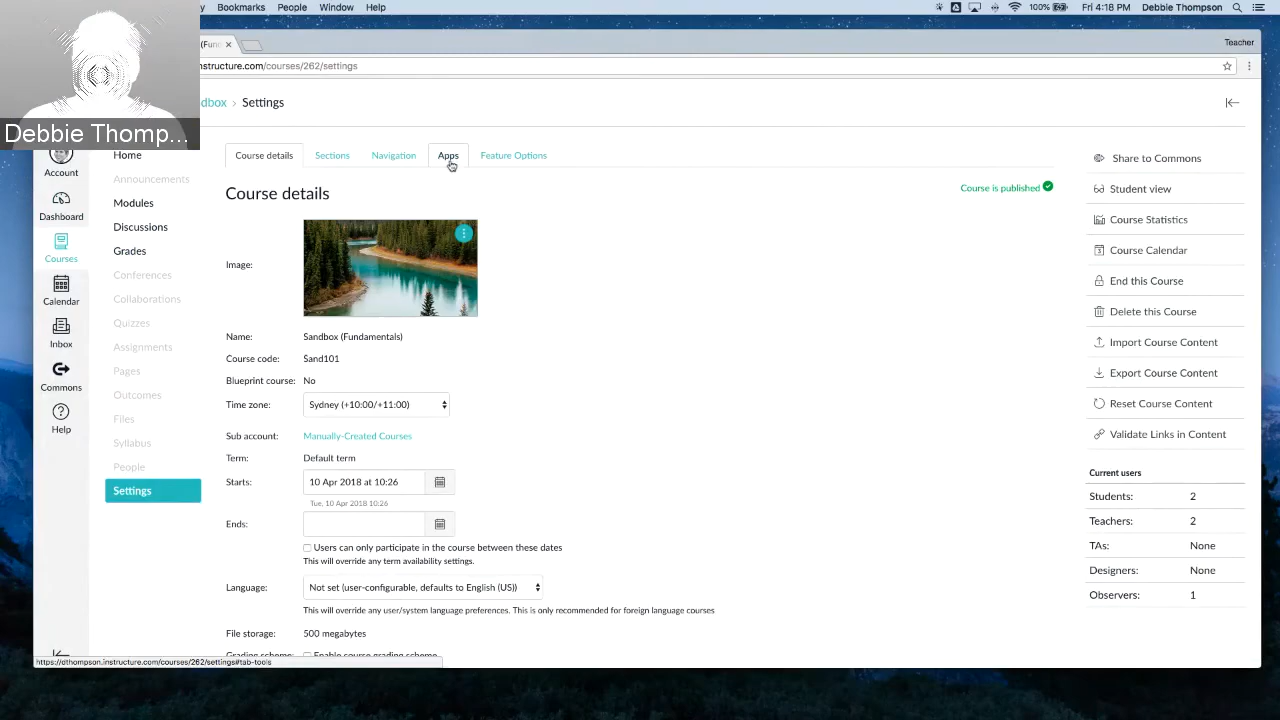 Bookmarks People Window Help 100% Fri 4:18 PM Debbie Thompson
(Fund Teacher
nstructure.com/courses/262/settings
dbox › Settings
Debbie Thomp...
Account
Dashboard
Courses
Calendar
Inbox
Commons
Help
Home
Announcements
Modules
Discussions
Grades
Conferences
Collaborations
Quizzes
Assignments
Pages
Outcomes
Files
Syllabus
People
Settings
Course details Sections Navigation Apps Feature Options
Course details
Course is published
Image:
Name: Sandbox (Fundamentals)
Course code: Sand101
Blueprint course: No
Time zone: Sydney (+10:00/+11:00)
Sub account: Manually-Created Courses
Term: Default term
Starts: 10 Apr 2018 at 10:26
Tue, 10 Apr 2018 10:26
Ends:
Users can only participate in the course between these dates
This will override any term availability settings.
Language: Not set (user-configurable, defaults to English (US))
This will override any user/system language preferences. This is only recommended for foreign language courses
File storage: 500 megabytes
Grading scheme: Enable course grading scheme
Share to Commons
Student view
Course Statistics
Course Calendar
End this Course
Delete this Course
Import Course Content
Export Course Content
Reset Course Content
Validate Links in Content
Current users
Students: 2
Teachers: 2
TAs: None
Designers: None
Observers: 1
https://dthompson.instructure.com/courses/262/settings#tab-tools